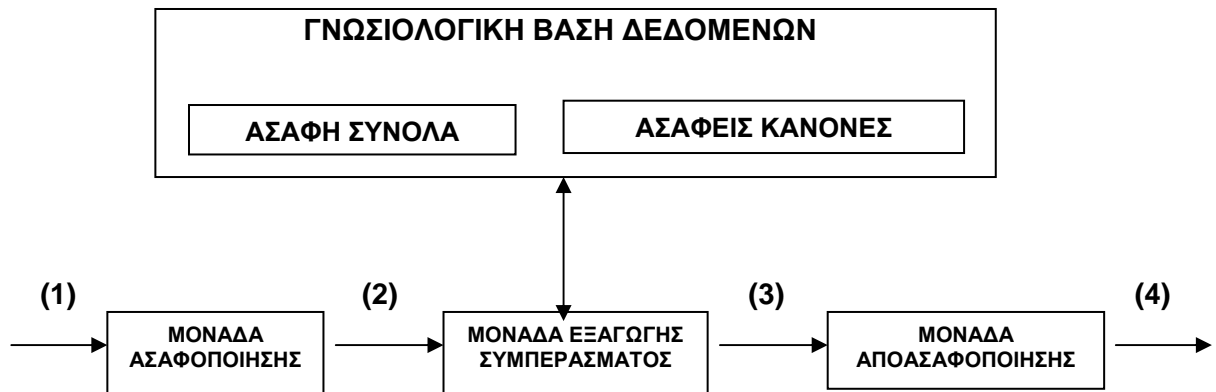 ΓΝΩΣΙΟΛΟΓΙΚΗ ΒΑΣΗ ΔΕΔΟΜΕΝΩΝ
ΑΣΑΦΗ ΣΥΝΟΛΑ
ΑΣΑΦΕΙΣ ΚΑΝΟΝΕΣ
(1)
(2)
(3)
(4)
ΜΟΝΑΔΑ
ΑΣΑΦΟΠΟΙΗΣΗΣ
ΜΟΝΑΔΑ ΕΞΑΓΩΓΗΣ
ΣΥΜΠΕΡΑΣΜΑΤΟΣ
ΜΟΝΑΔΑ
ΑΠΟΑΣΑΦΟΠΟΙΗΣΗΣ